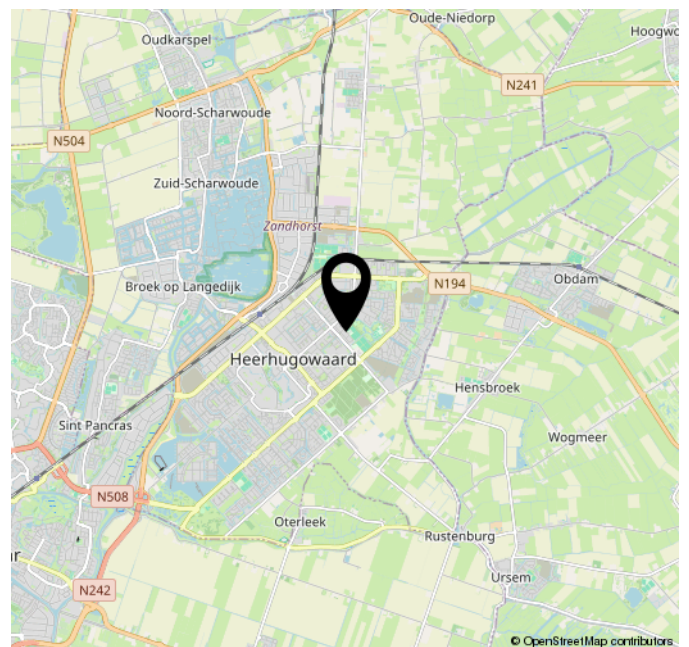 Oude-Niedorp
Oudkarspel
Hoogwo
N241
Noord-Scharwoude
N504
Zuid-Scharwoude
Zandhorst
Broek op Langedijk
N194
Obdam
Heerhugowaard
Hensbroek
Sint Pancras
Wogmeer
N508
Oterleek
Rustenburg
ar
Ursem
N242
© OpenStreetMap contributors